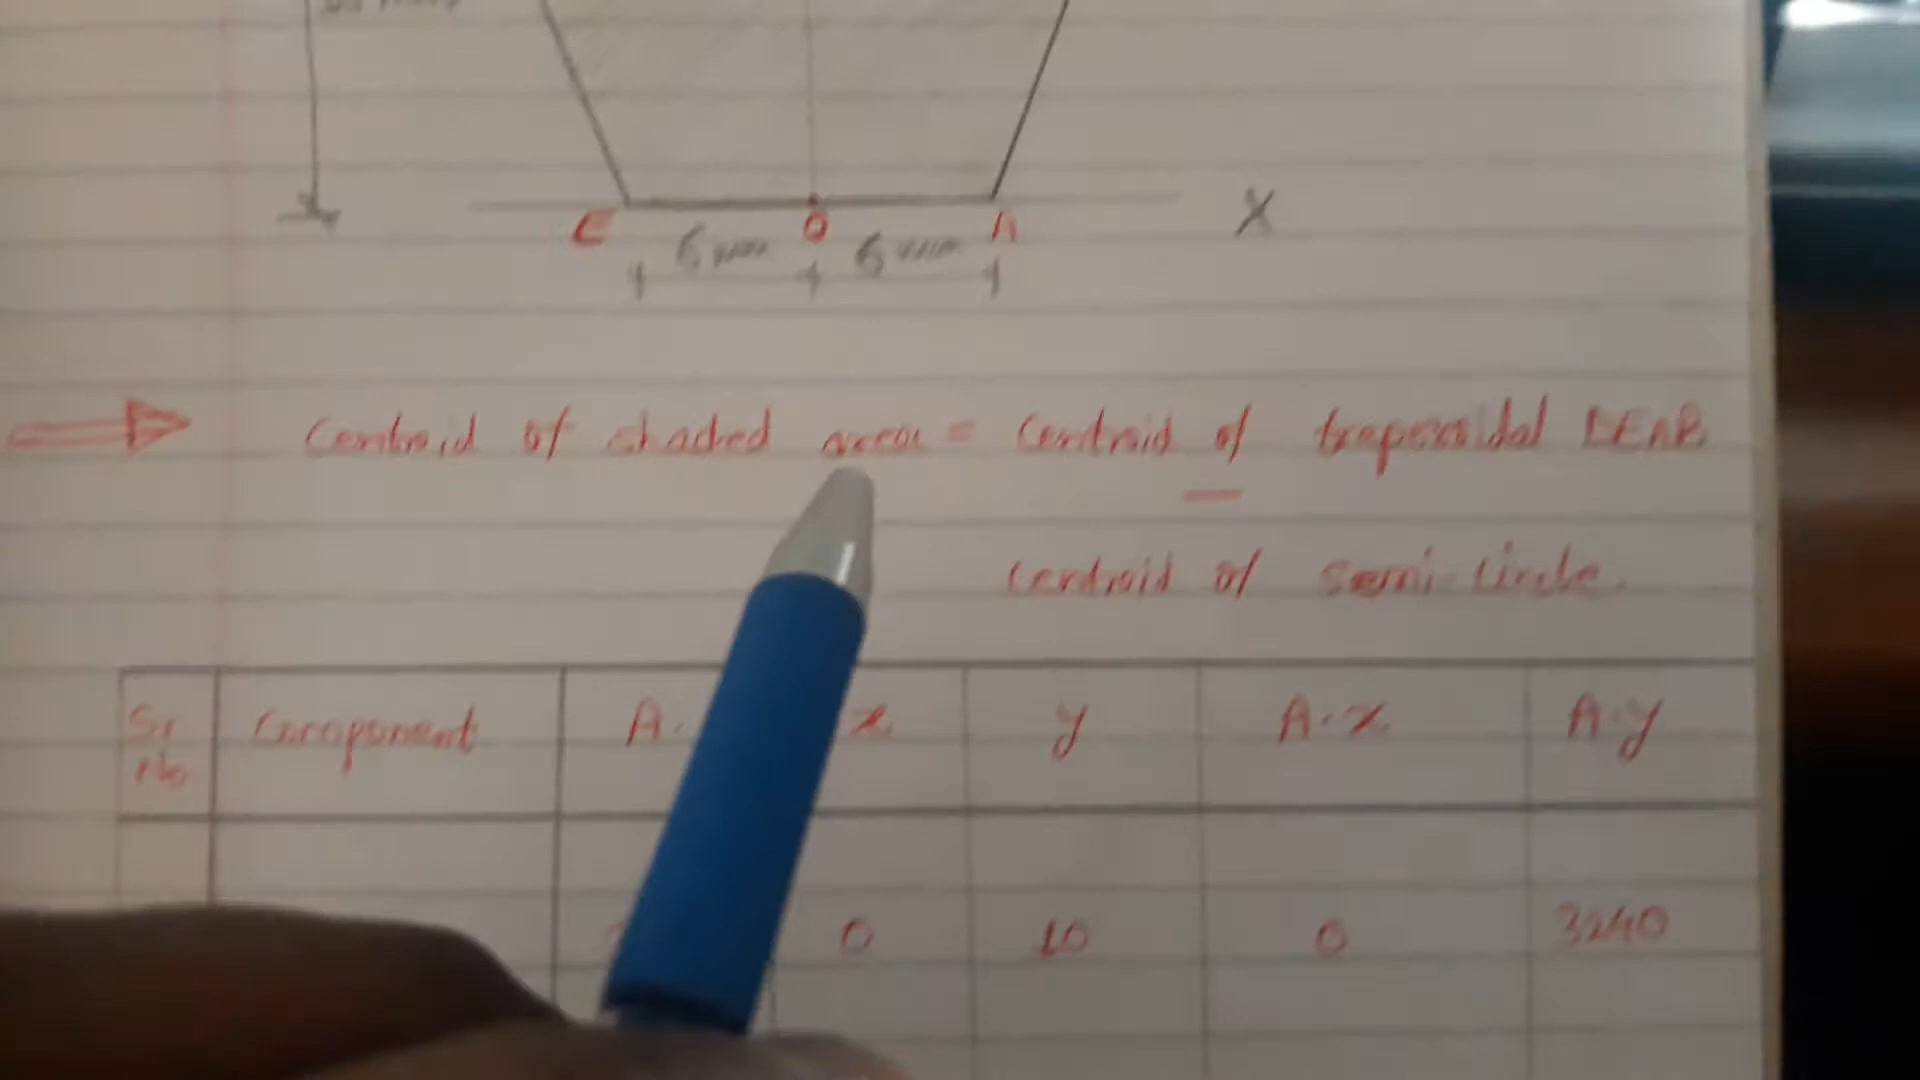 E O A X
6 mm 6 mm
Centroid of shaded area = Centroid of trapezoidal DEAB
—
Centroid of semi-circle.
Sr No Component A. x y A.x A.y
0 10 0 3240